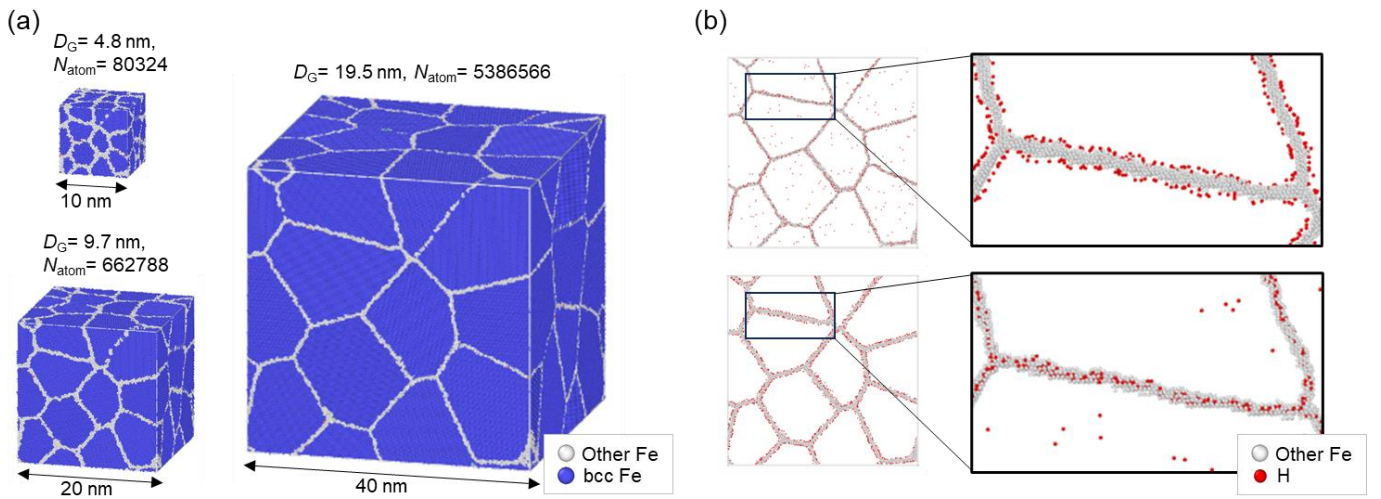 (a)
D_G= 4.8 nm,
N_atom= 80324
10 nm
D_G= 9.7 nm,
N_atom= 662788
20 nm
D_G= 19.5 nm, N_atom= 5386566
40 nm
Other Fe
bcc Fe
(b)
Other Fe
H